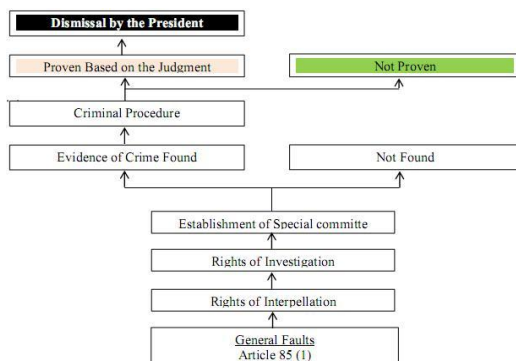 Dismissal by the President
Proven Based on the Judgment
Not Proven
Criminal Procedure
Evidence of Crime Found
Not Found
Establishment of Special committe
Rights of Investigation
Rights of Interpellation
General Faults
Article 85 (1)